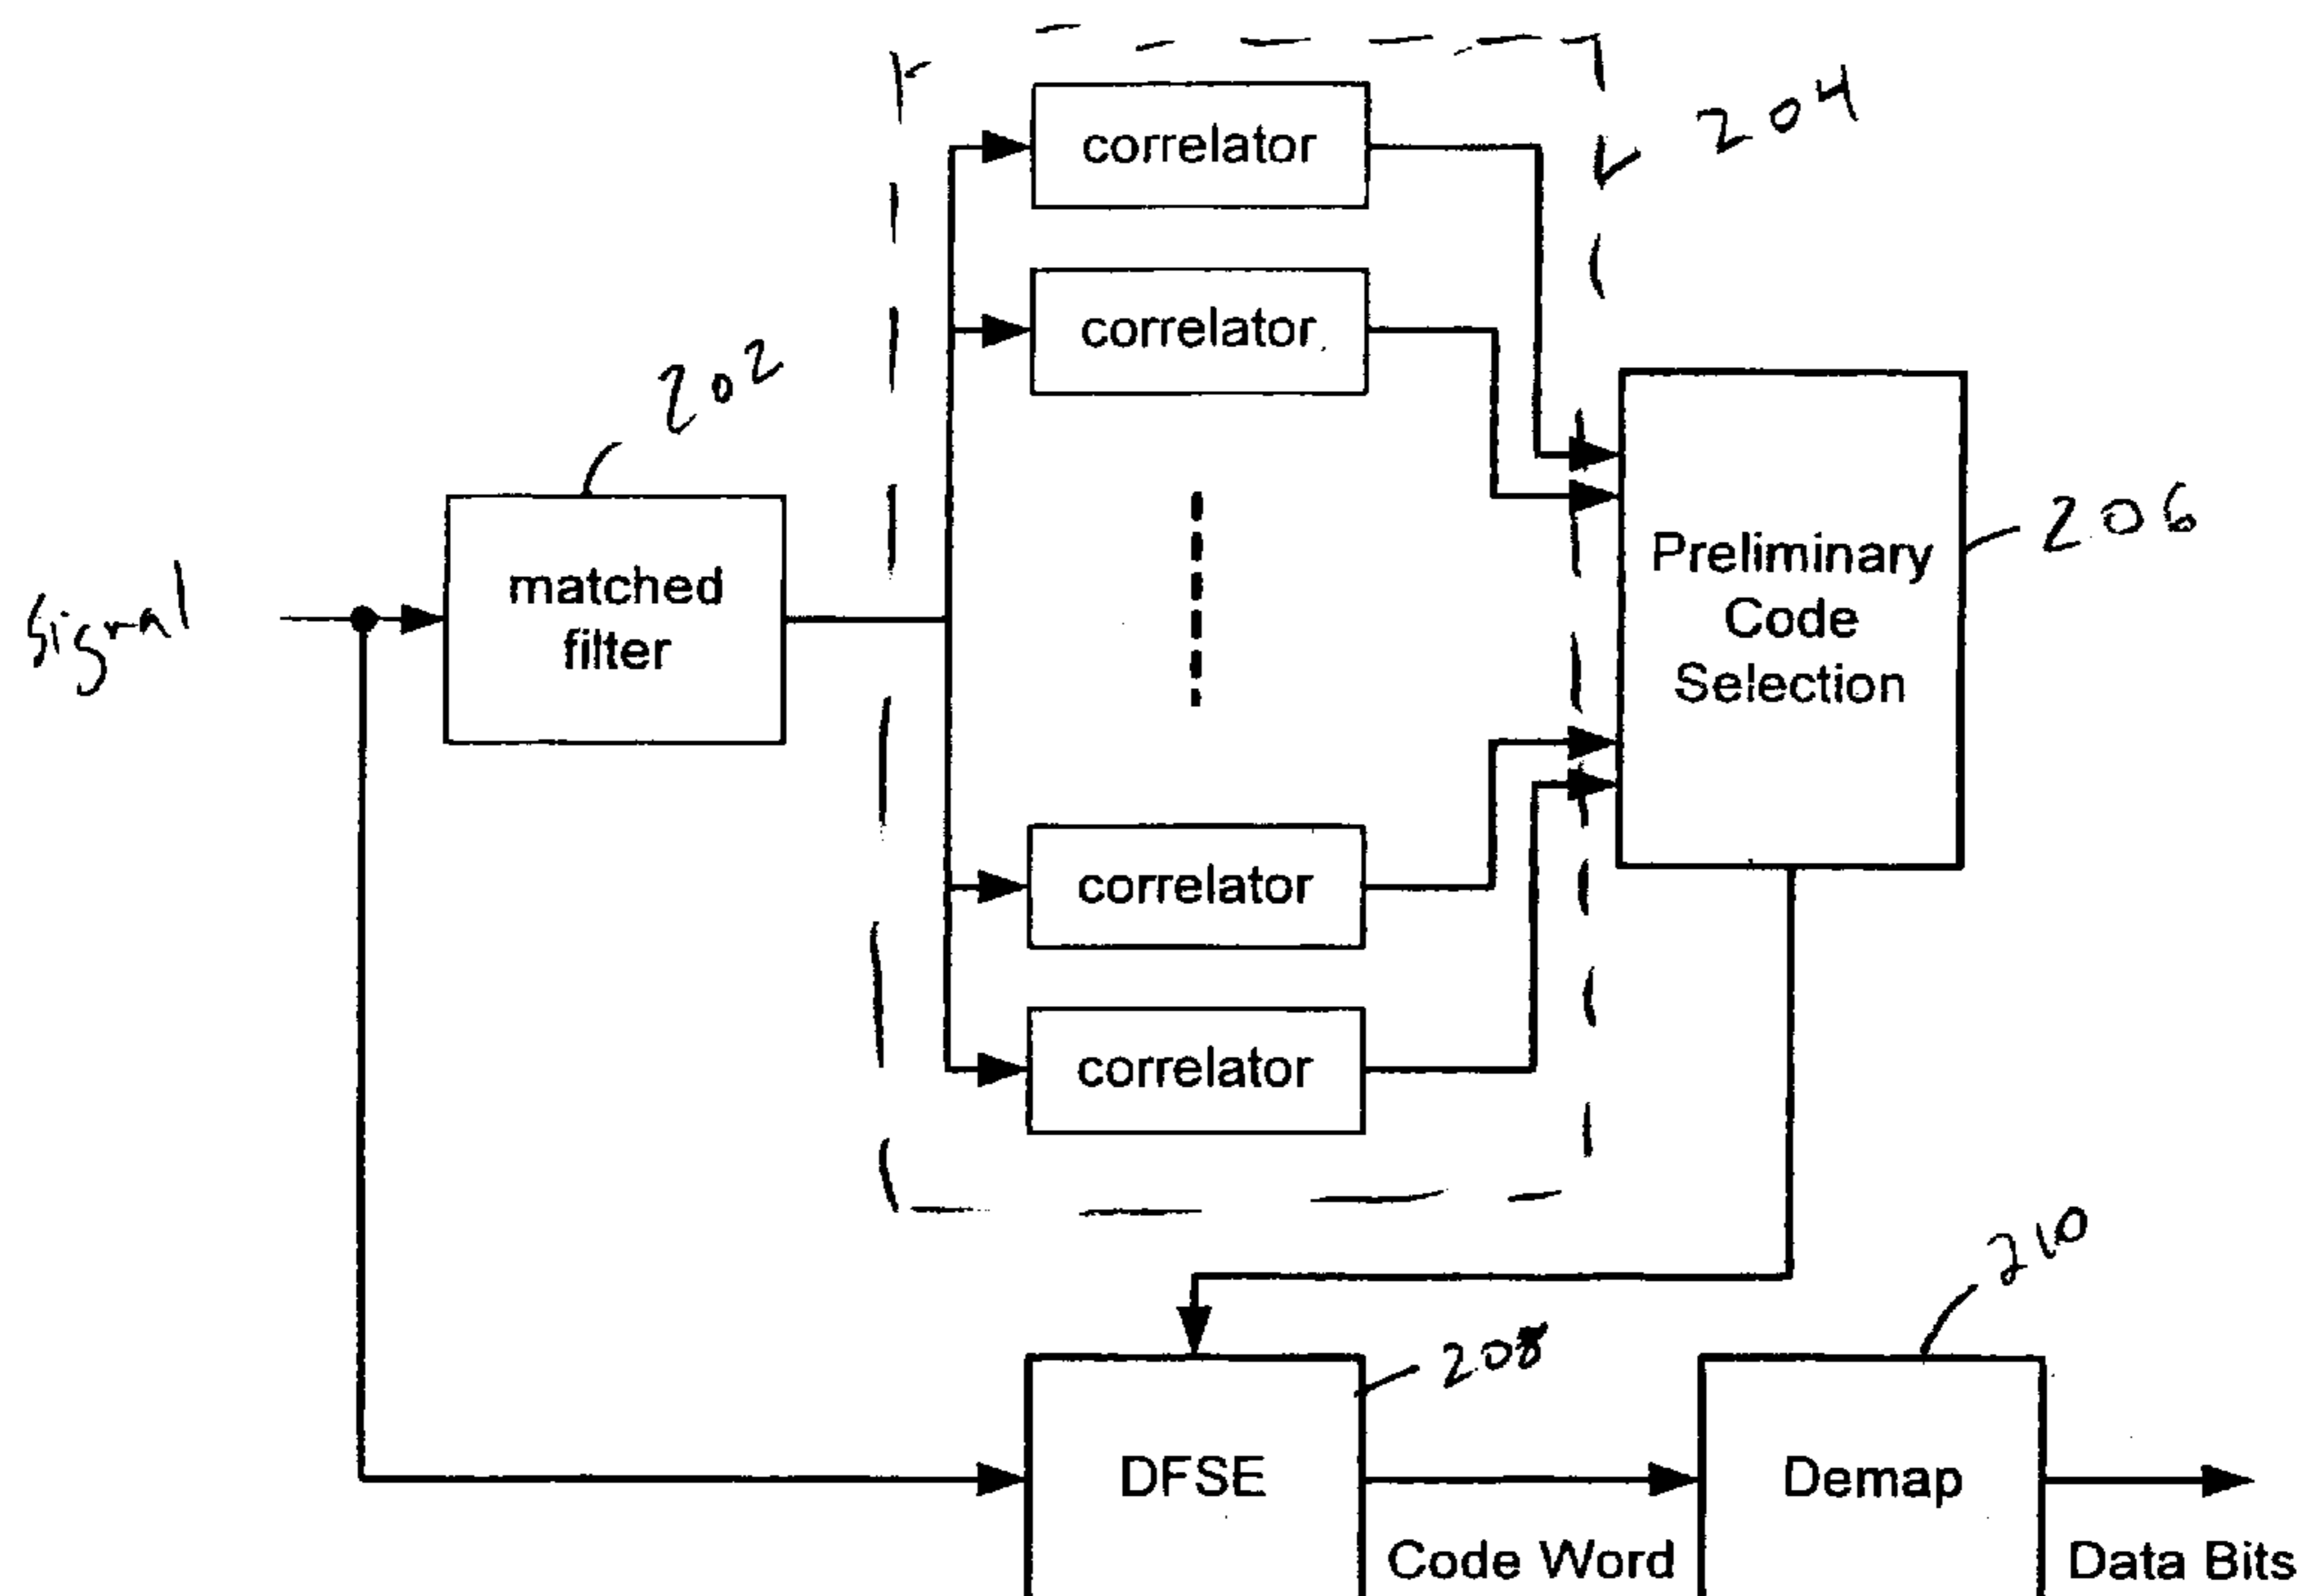 correlator
204
correlator
202
206
Preliminary
Code
Selection
matched
filter
Signal
correlator
correlator
210
208
DFSE
Demap
Code Word
Data Bits